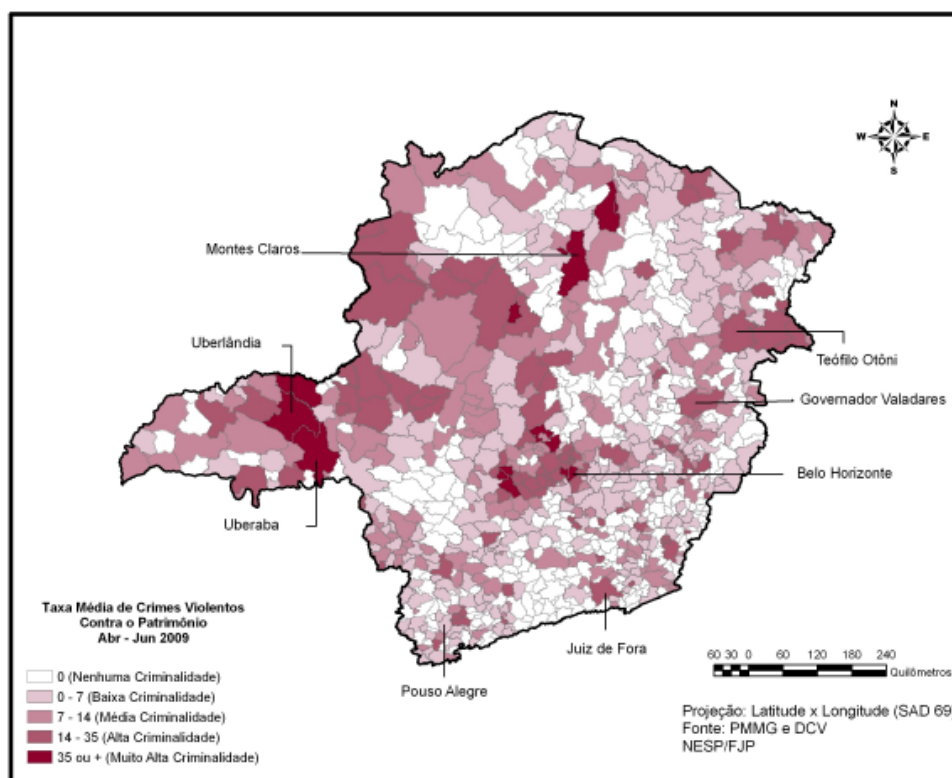 N
W E
S
Montes Claros
Uberlândia
Teófilo Otôni
Governador Valadares
Belo Horizonte
Uberaba
Taxa Média de Crimes Violentos
Contra o Patrimônio
Abr - Jun 2009
Juiz de Fora
Pouso Alegre
0 (Nenhuma Criminalidade)
0 - 7 (Baixa Criminalidade)
7 - 14 (Média Criminalidade)
14 - 35 (Alta Criminalidade)
35 ou + (Muito Alta Criminalidade)
60 30 0 60 120 180 240
Quilômetros
Projeção: Latitude x Longitude (SAD 69
Fonte: PMMG e DCV
NESP/FJP